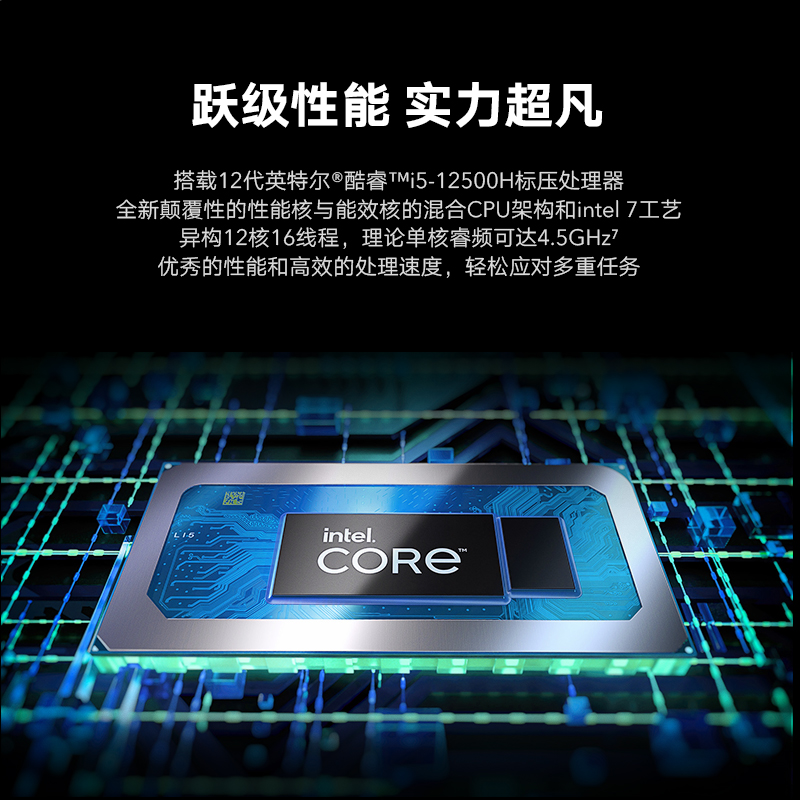 跃级性能 实力超凡
搭载12代英特尔®酷睿™i5-12500H标压处理器
全新颠覆性的性能核与能效核的混合CPU架构和intel 7工艺
异构12核16线程，理论单核睿频可达4.5GHz⁷
优秀的性能和高效的处理速度，轻松应对多重任务
LI5
intel.
CORE™